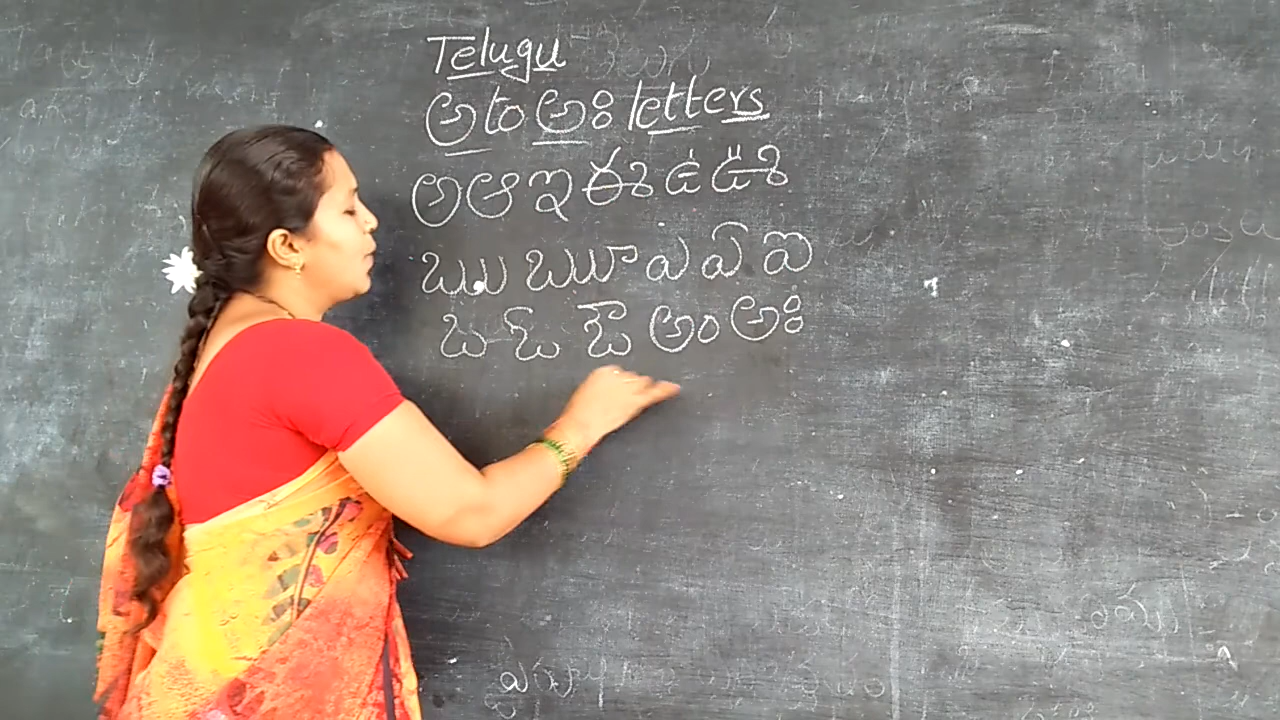 Telugu
అ to అః letters
అ ఆ ఇ ఈ ఉ ఊ
ఋ ౠ ఎ ఏ ఐ
ఒ ఓ ఔ అం అః